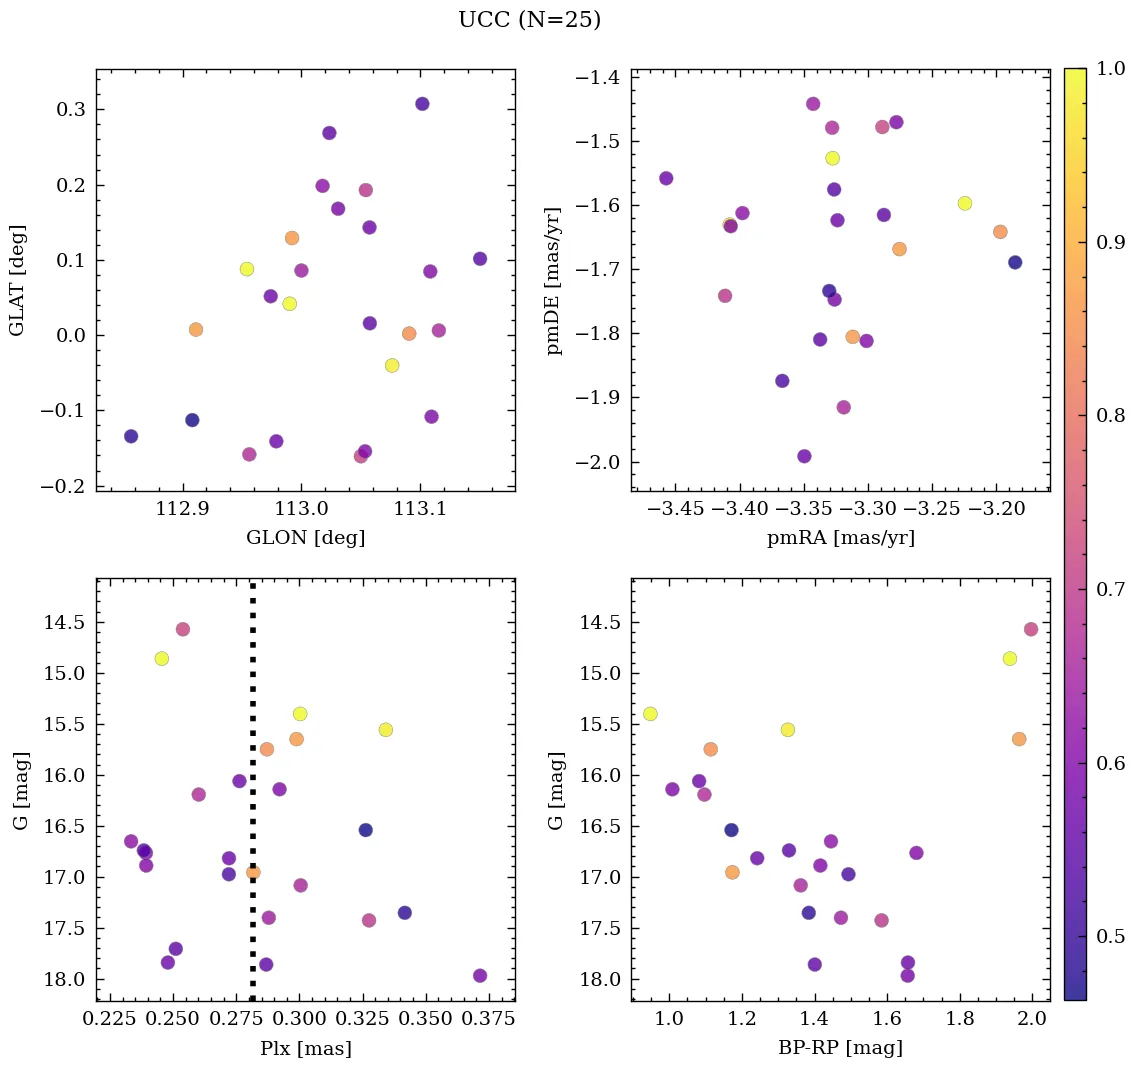 UCC (N=25)
0.3
0.2
0.1
0.0
−0.1
−0.2
GLAT [deg]
112.9 113.0 113.1
GLON [deg]
−1.4
−1.5
−1.6
−1.7
−1.8
−1.9
−2.0
pmDE [mas/yr]
−3.45 −3.40 −3.35 −3.30 −3.25 −3.20
pmRA [mas/yr]
14.5
15.0
15.5
16.0
16.5
17.0
17.5
18.0
G [mag]
0.225 0.250 0.275 0.300 0.325 0.350 0.375
Plx [mas]
14.5
15.0
15.5
16.0
16.5
17.0
17.5
18.0
G [mag]
1.0 1.2 1.4 1.6 1.8 2.0
BP-RP [mag]
1.0
0.9
0.8
0.7
0.6
0.5